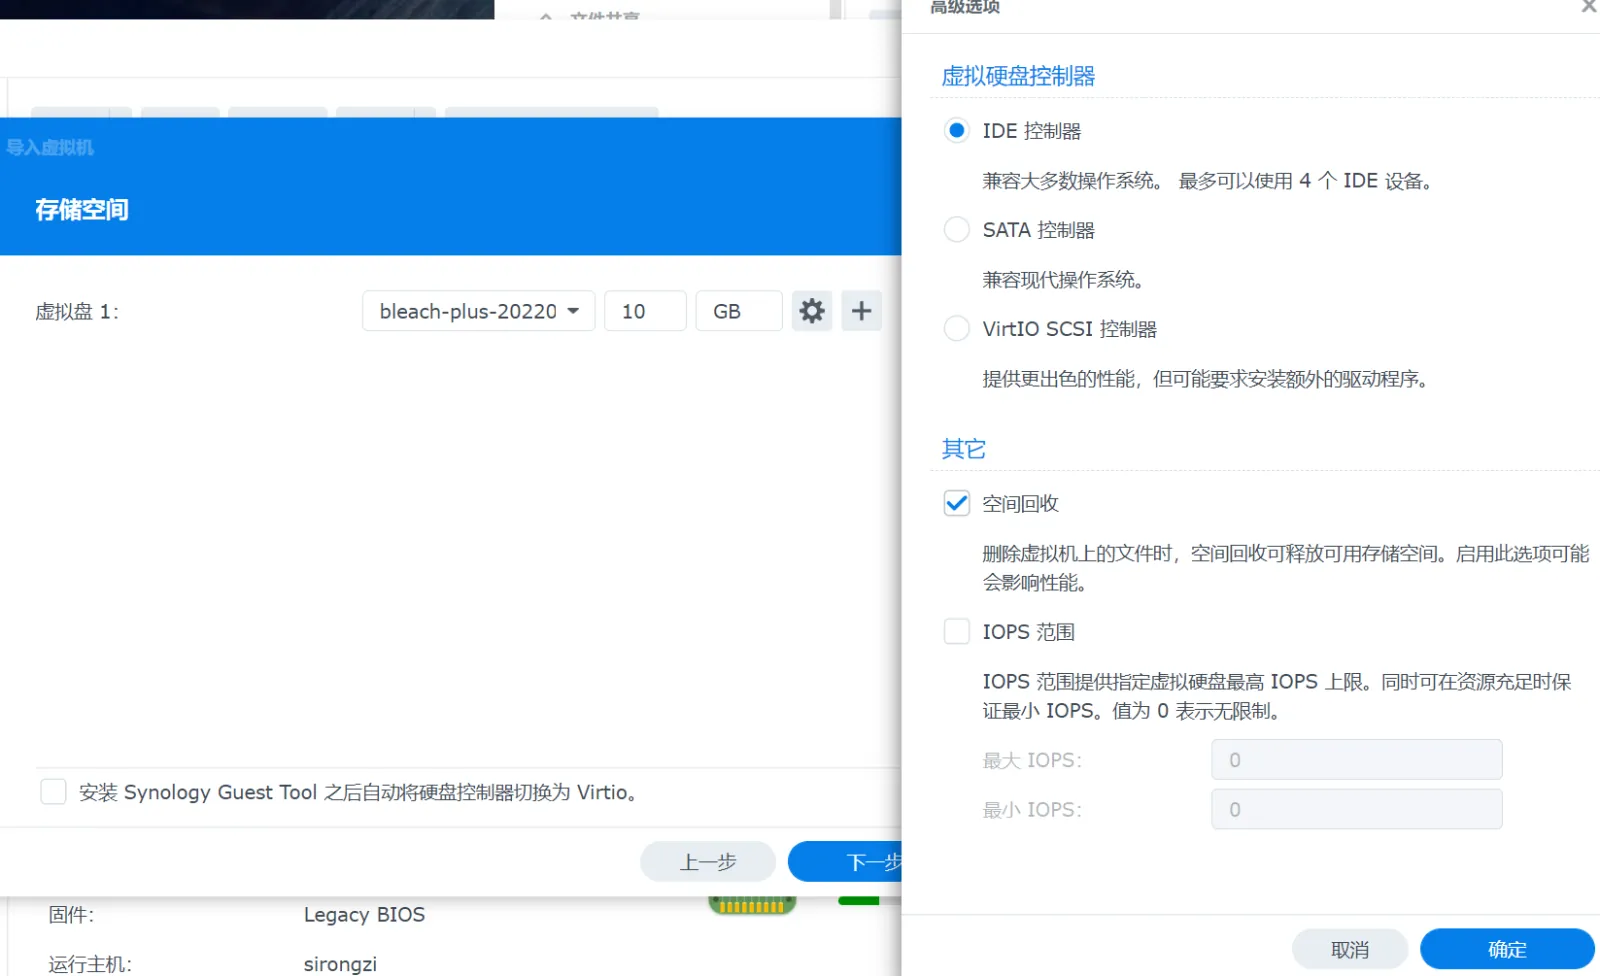 文件共享
导入虚拟机
存储空间
虚拟盘 1:
bleach-plus-20220
10
GB
安装 Synology Guest Tool 之后自动将硬盘控制器切换为 Virtio。
上一步
下一步
固件:
Legacy BIOS
运行主机:
sirongzi
高级选项
虚拟硬盘控制器
IDE 控制器
兼容大多数操作系统。 最多可以使用 4 个 IDE 设备。
SATA 控制器
兼容现代操作系统。
VirtIO SCSI 控制器
提供更出色的性能，但可能要求安装额外的驱动程序。
其它
空间回收
删除虚拟机上的文件时，空间回收可释放可用存储空间。启用此选项可能
会影响性能。
IOPS 范围
IOPS 范围提供指定虚拟硬盘最高 IOPS 上限。同时可在资源充足时保
证最小 IOPS。值为 0 表示无限制。
最大 IOPS:
0
最小 IOPS:
0
取消
确定